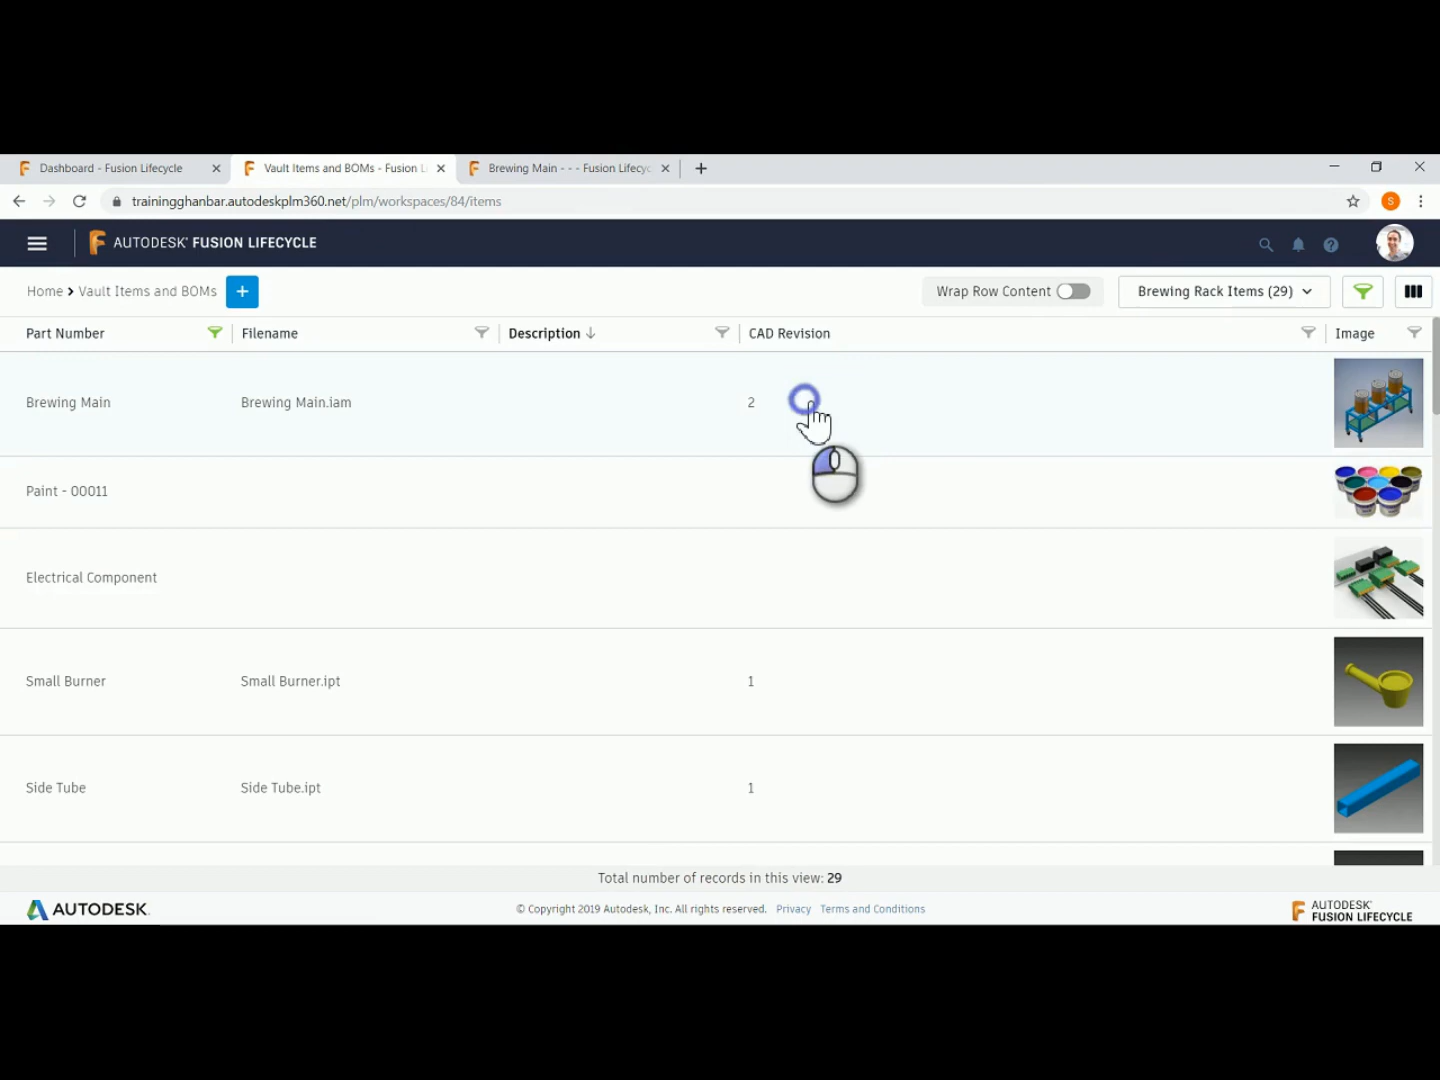 Dashboard - Fusion Lifecycle
Vault Items and BOMs - Fusion L
Brewing Main - - - Fusion Lifecyc
trainingghanbar.autodeskplm360.net/plm/workspaces/84/items
S
AUTODESK® FUSION LIFECYCLE
Home > Vault Items and BOMs +
Wrap Row Content
Brewing Rack Items (29)
Part Number Filename Description ↓ CAD Revision Image
Brewing Main Brewing Main.iam 2
Paint - 00011
Electrical Component
Small Burner Small Burner.ipt 1
Side Tube Side Tube.ipt 1
Total number of records in this view: 29
AUTODESK.
© Copyright 2019 Autodesk, Inc. All rights reserved. Privacy Terms and Conditions
AUTODESK®
FUSION LIFECYCLE